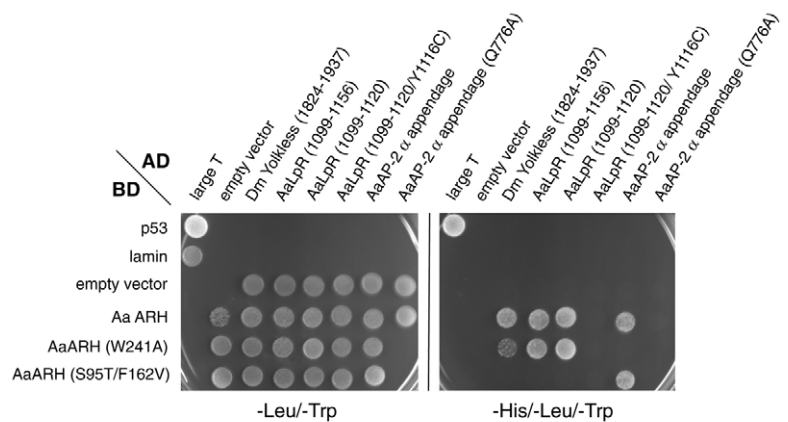 AD
BD
large T
empty vector
Dm Yolkless (1824-1937)
AaLpR (1099-1156)
AaLpR (1099-1120)
AaLpR (1099-1120/Y1116C)
AaAP-2 α appendage
AaAP-2 α appendage (Q776A)
large T
empty vector
Dm Yolkless (1824-1937)
AaLpR (1099-1156)
AaLpR (1099-1120)
AaLpR (1099-1120/ Y1116C)
AaAP-2 α appendage
AaAP-2 α appendage (Q776A)
p53
lamin
empty vector
Aa ARH
AaARH (W241A)
AaARH (S95T/F162V)
-Leu/-Trp
-His/-Leu/-Trp